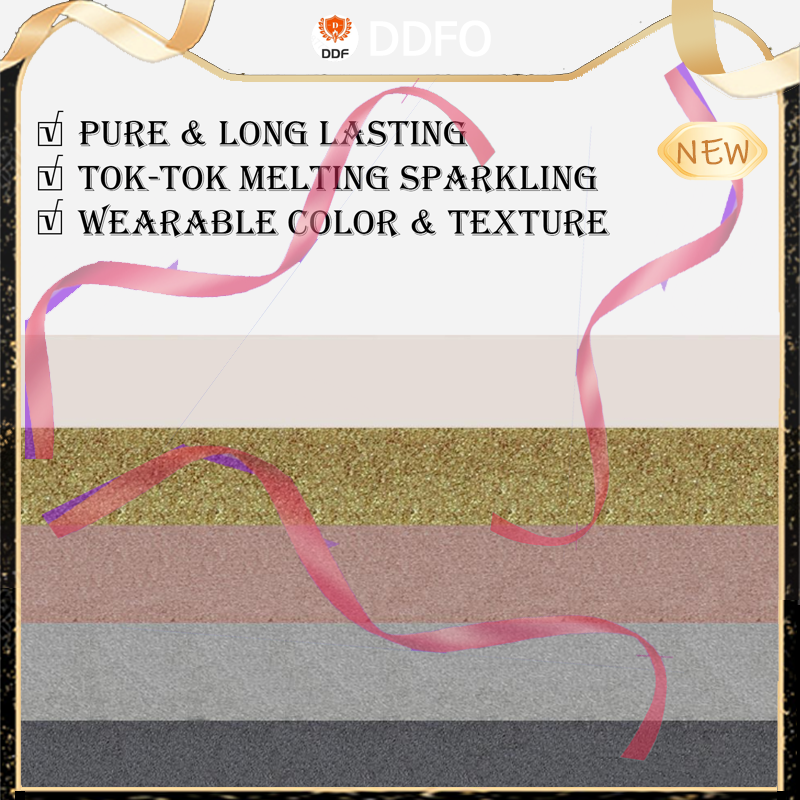 DDF DDFO
☑ PURE & LONG LASTING
☑ TOK-TOK MELTING SPARKLING
☑ WEARABLE COLOR & TEXTURE
NEW